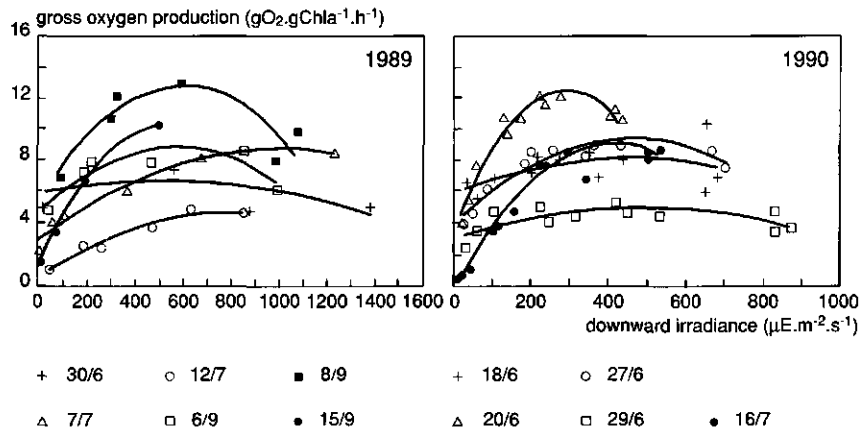 gross oxygen production (gO₂.gChla⁻¹.h⁻¹)
16
12
8
4
0
1989
0 200 400 600 800 1000 1200 1400 1600
1990
0 200 400 600 800 1000
downward irradiance (µE.m⁻².s⁻¹)
+ 30/6 ○ 12/7 ■ 8/9 + 18/6 ○ 27/6
△ 7/7 □ 6/9 ● 15/9 △ 20/6 □ 29/6 ● 16/7